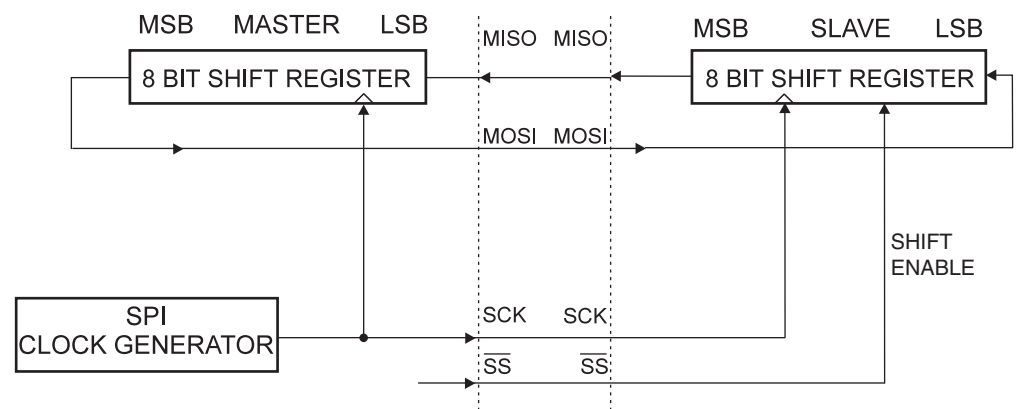 MSB MASTER LSB
MISO MISO
MSB SLAVE LSB
8 BIT SHIFT REGISTER
8 BIT SHIFT REGISTER
MOSI MOSI
SHIFT
ENABLE
SPI
CLOCK GENERATOR
SCK SCK
SS SS